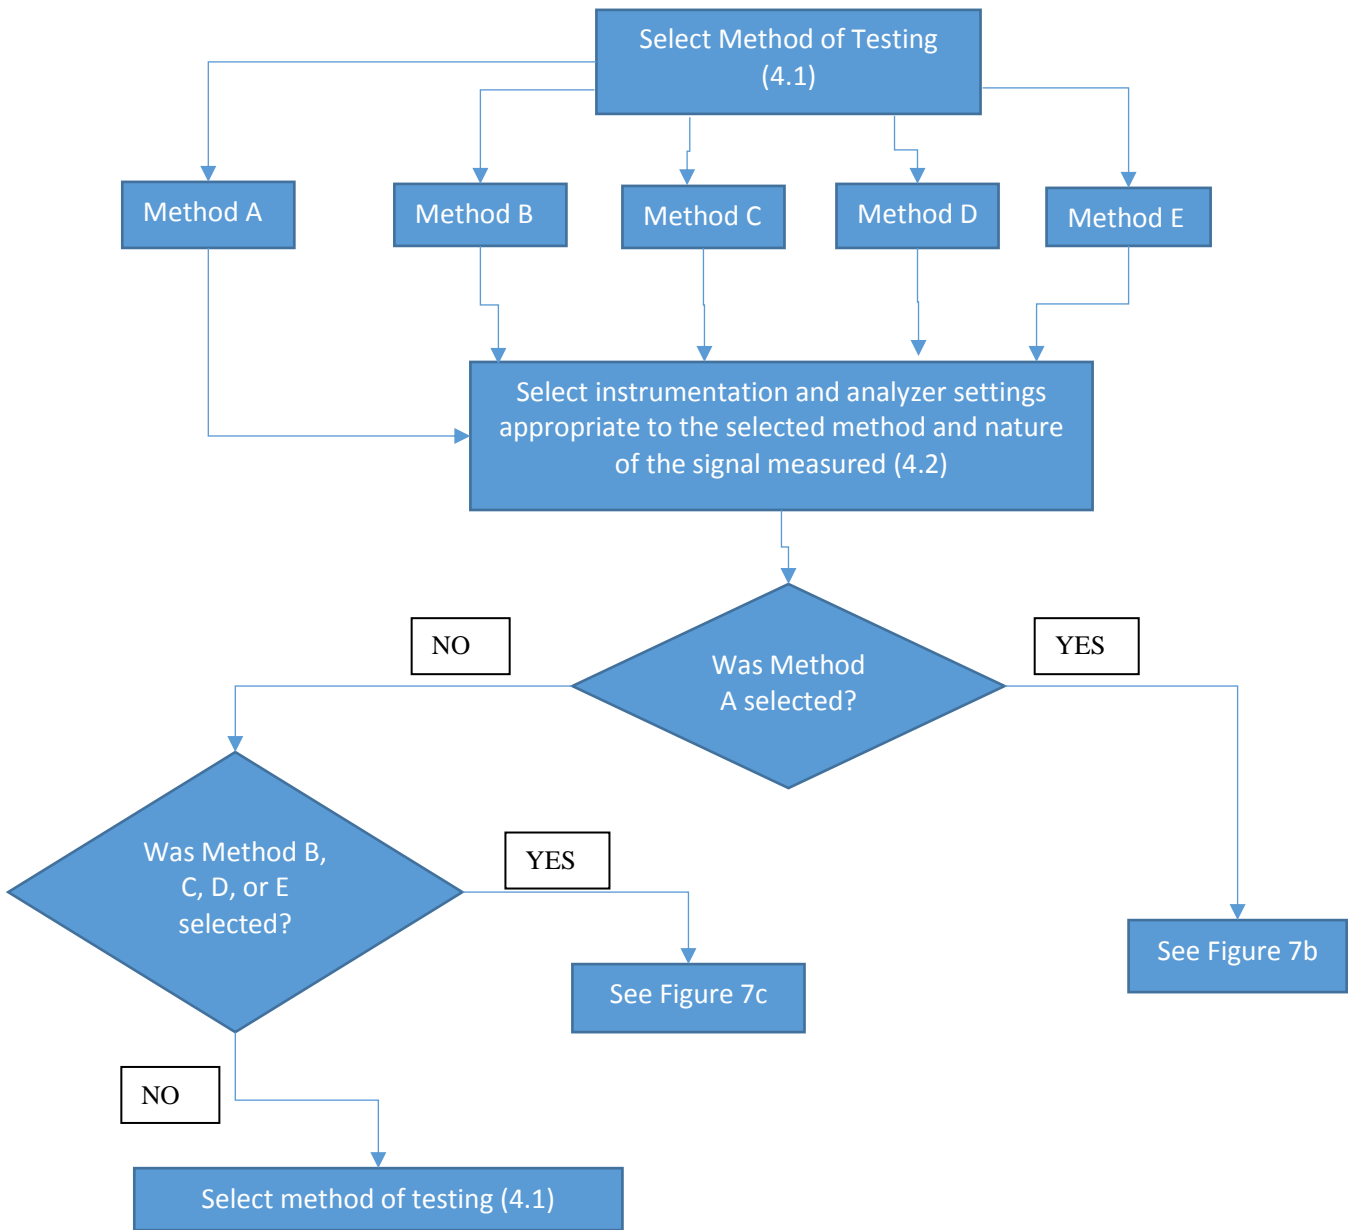 Select Method of Testing
(4.1)
Method A
Method B
Method C
Method D
Method E
Select instrumentation and analyzer settings
appropriate to the selected method and nature
of the signal measured (4.2)
NO
YES
Was Method
A selected?
Was Method B,
C, D, or E
selected?
YES
See Figure 7b
See Figure 7c
NO
Select method of testing (4.1)